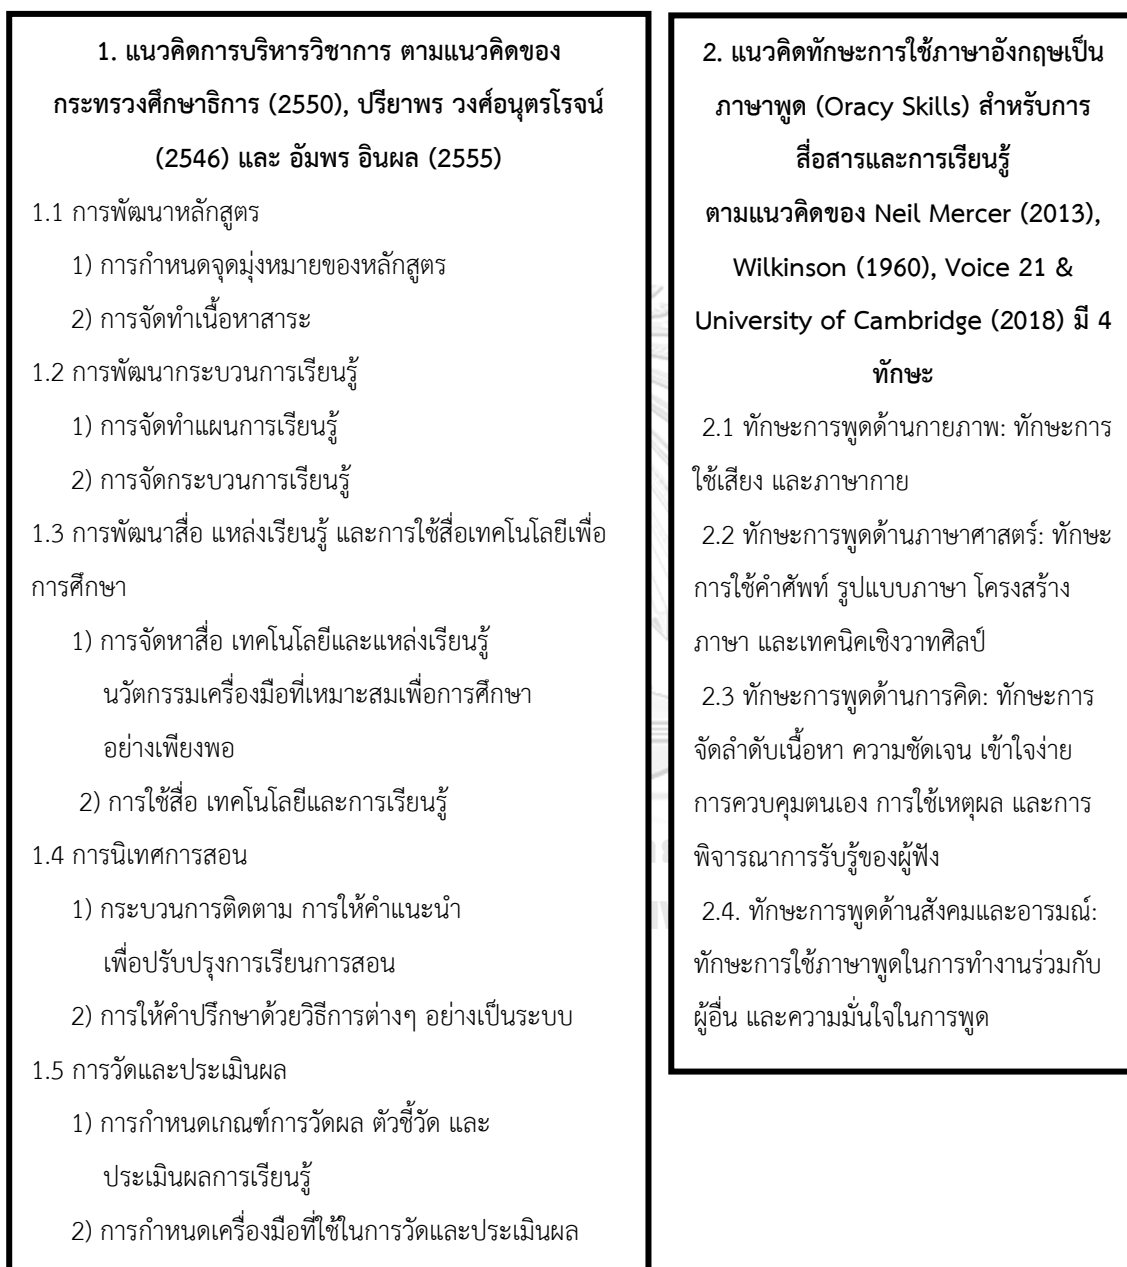 1. แนวคิดการบริหารวิชาการ ตามแนวคิดของ
กระทรวงศึกษาธิการ (2550), ปรียาพร วงศ์อนุตรโรจน์
(2546) และ อัมพร อินผล (2555)
1.1 การพัฒนาหลักสูตร
1) การกำหนดจุดมุ่งหมายของหลักสูตร
2) การจัดทำเนื้อหาสาระ
1.2 การพัฒนากระบวนการเรียนรู้
1) การจัดทำแผนการเรียนรู้
2) การจัดกระบวนการเรียนรู้
1.3 การพัฒนาสื่อ แหล่งเรียนรู้ และการใช้สื่อเทคโนโลยีเพื่อ
การศึกษา
1) การจัดหาสื่อ เทคโนโลยีและแหล่งเรียนรู้
นวัตกรรมเครื่องมือที่เหมาะสมเพื่อการศึกษา
อย่างเพียงพอ
2) การใช้สื่อ เทคโนโลยีและการเรียนรู้
1.4 การนิเทศการสอน
1) กระบวนการติดตาม การให้คำแนะนำ
เพื่อปรับปรุงการเรียนการสอน
2) การให้คำปรึกษาด้วยวิธีการต่างๆ อย่างเป็นระบบ
1.5 การวัดและประเมินผล
1) การกำหนดเกณฑ์การวัดผล ตัวชี้วัด และ
ประเมินผลการเรียนรู้
2) การกำหนดเครื่องมือที่ใช้ในการวัดและประเมินผล
2. แนวคิดทักษะการใช้ภาษาอังกฤษเป็น
ภาษาพูด (Oracy Skills) สำหรับการ
สื่อสารและการเรียนรู้
ตามแนวคิดของ Neil Mercer (2013),
Wilkinson (1960), Voice 21 &
University of Cambridge (2018) มี 4
ทักษะ
2.1 ทักษะการพูดด้านกายภาพ: ทักษะการ
ใช้เสียง และภาษากาย
2.2 ทักษะการพูดด้านภาษาศาสตร์: ทักษะ
การใช้คำศัพท์ รูปแบบภาษา โครงสร้าง
ภาษา และเทคนิคเชิงวาทศิลป์
2.3 ทักษะการพูดด้านการคิด: ทักษะการ
จัดลำดับเนื้อหา ความชัดเจน เข้าใจง่าย
การควบคุมตนเอง การใช้เหตุผล และการ
พิจารณาการรับรู้ของผู้ฟัง
2.4. ทักษะการพูดด้านสังคมและอารมณ์:
ทักษะการใช้ภาษาพูดในการทำงานร่วมกับ
ผู้อื่น และความมั่นใจในการพูด